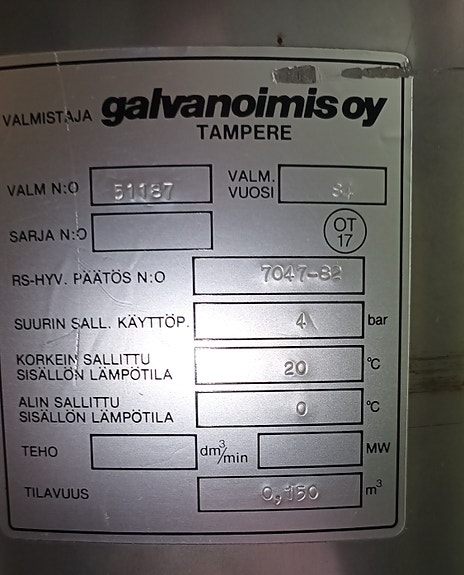 VALMISTAJA galvanoimis oy
TAMPERE
VALM N:O 51187 VALM. VUOSI 84
SARJA N:O OT 17
RS-HYV. PÄÄTÖS N:O 7047-82
SUURIN SALL. KÄYTTÖP. 4 bar
KORKEIN SALLITTU
SISÄLLÖN LÄMPÖTILA 20 °C
ALIN SALLITTU
SISÄLLÖN LÄMPÖTILA 0 °C
TEHO dm³/min MW
TILAVUUS 0,150 m³